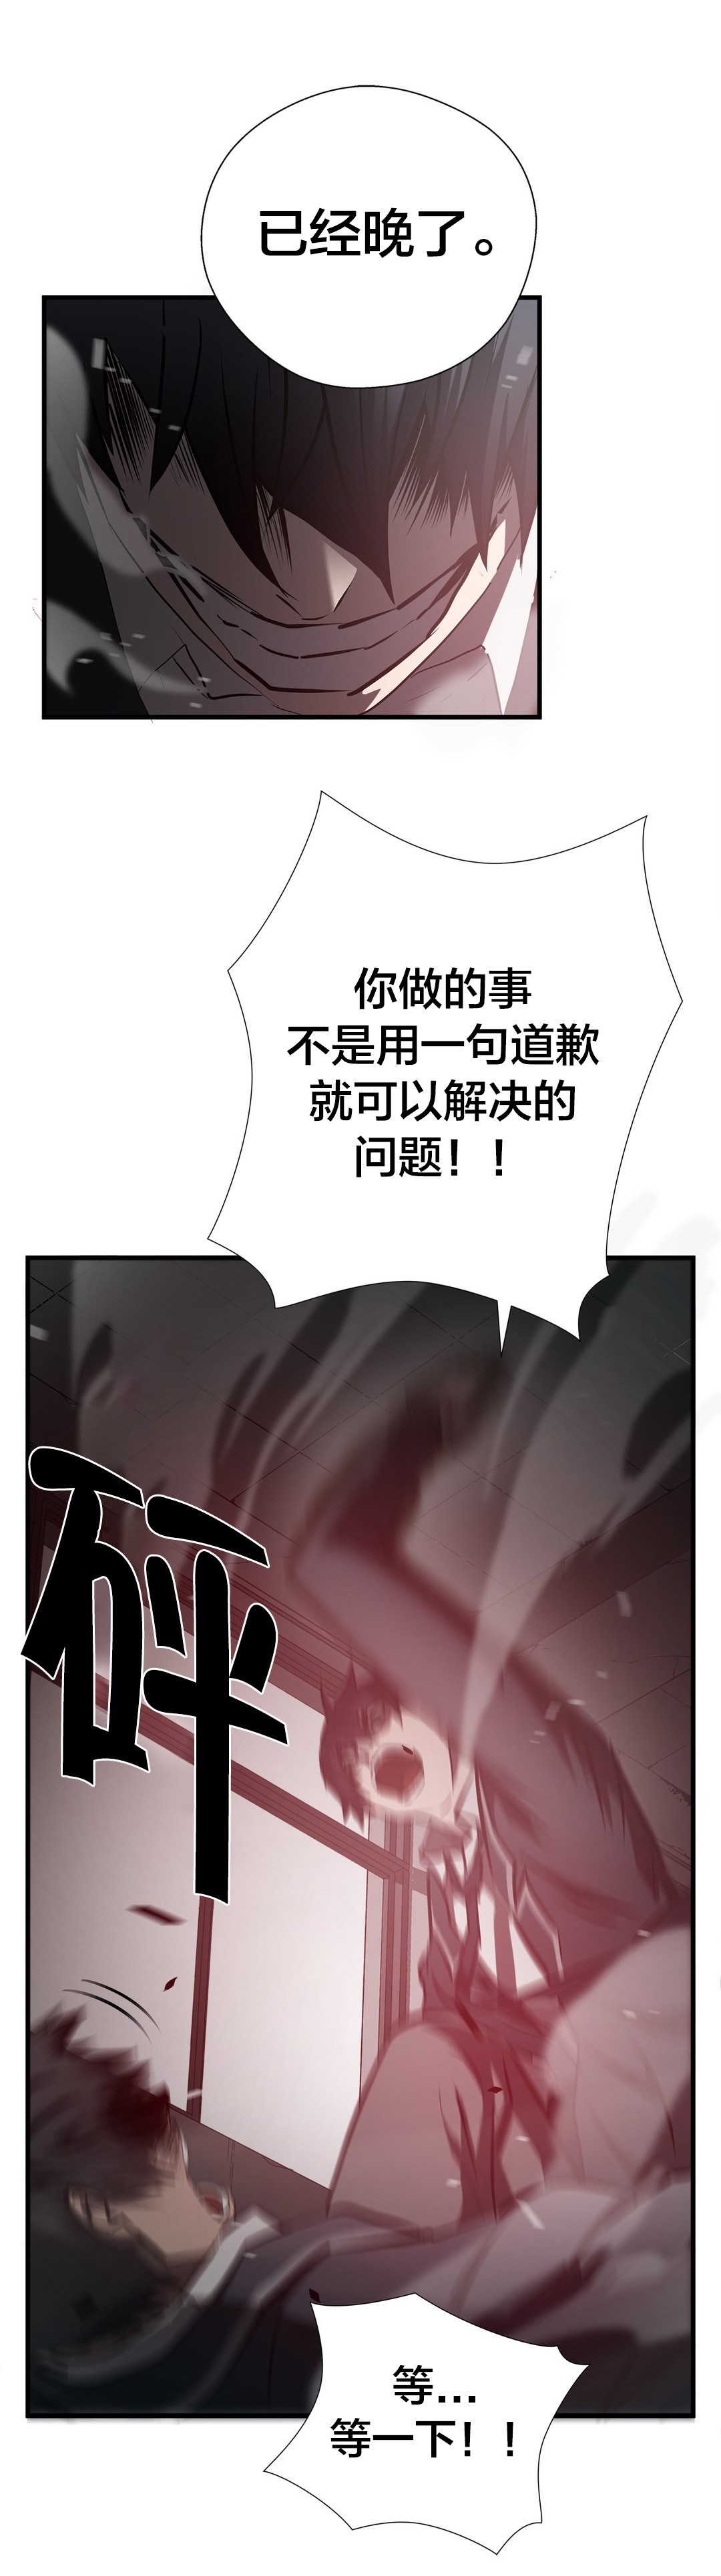 已经晚了。
你做的事
不是用一句道歉
就可以解决的
问题！！
砰
等...
等一下！！